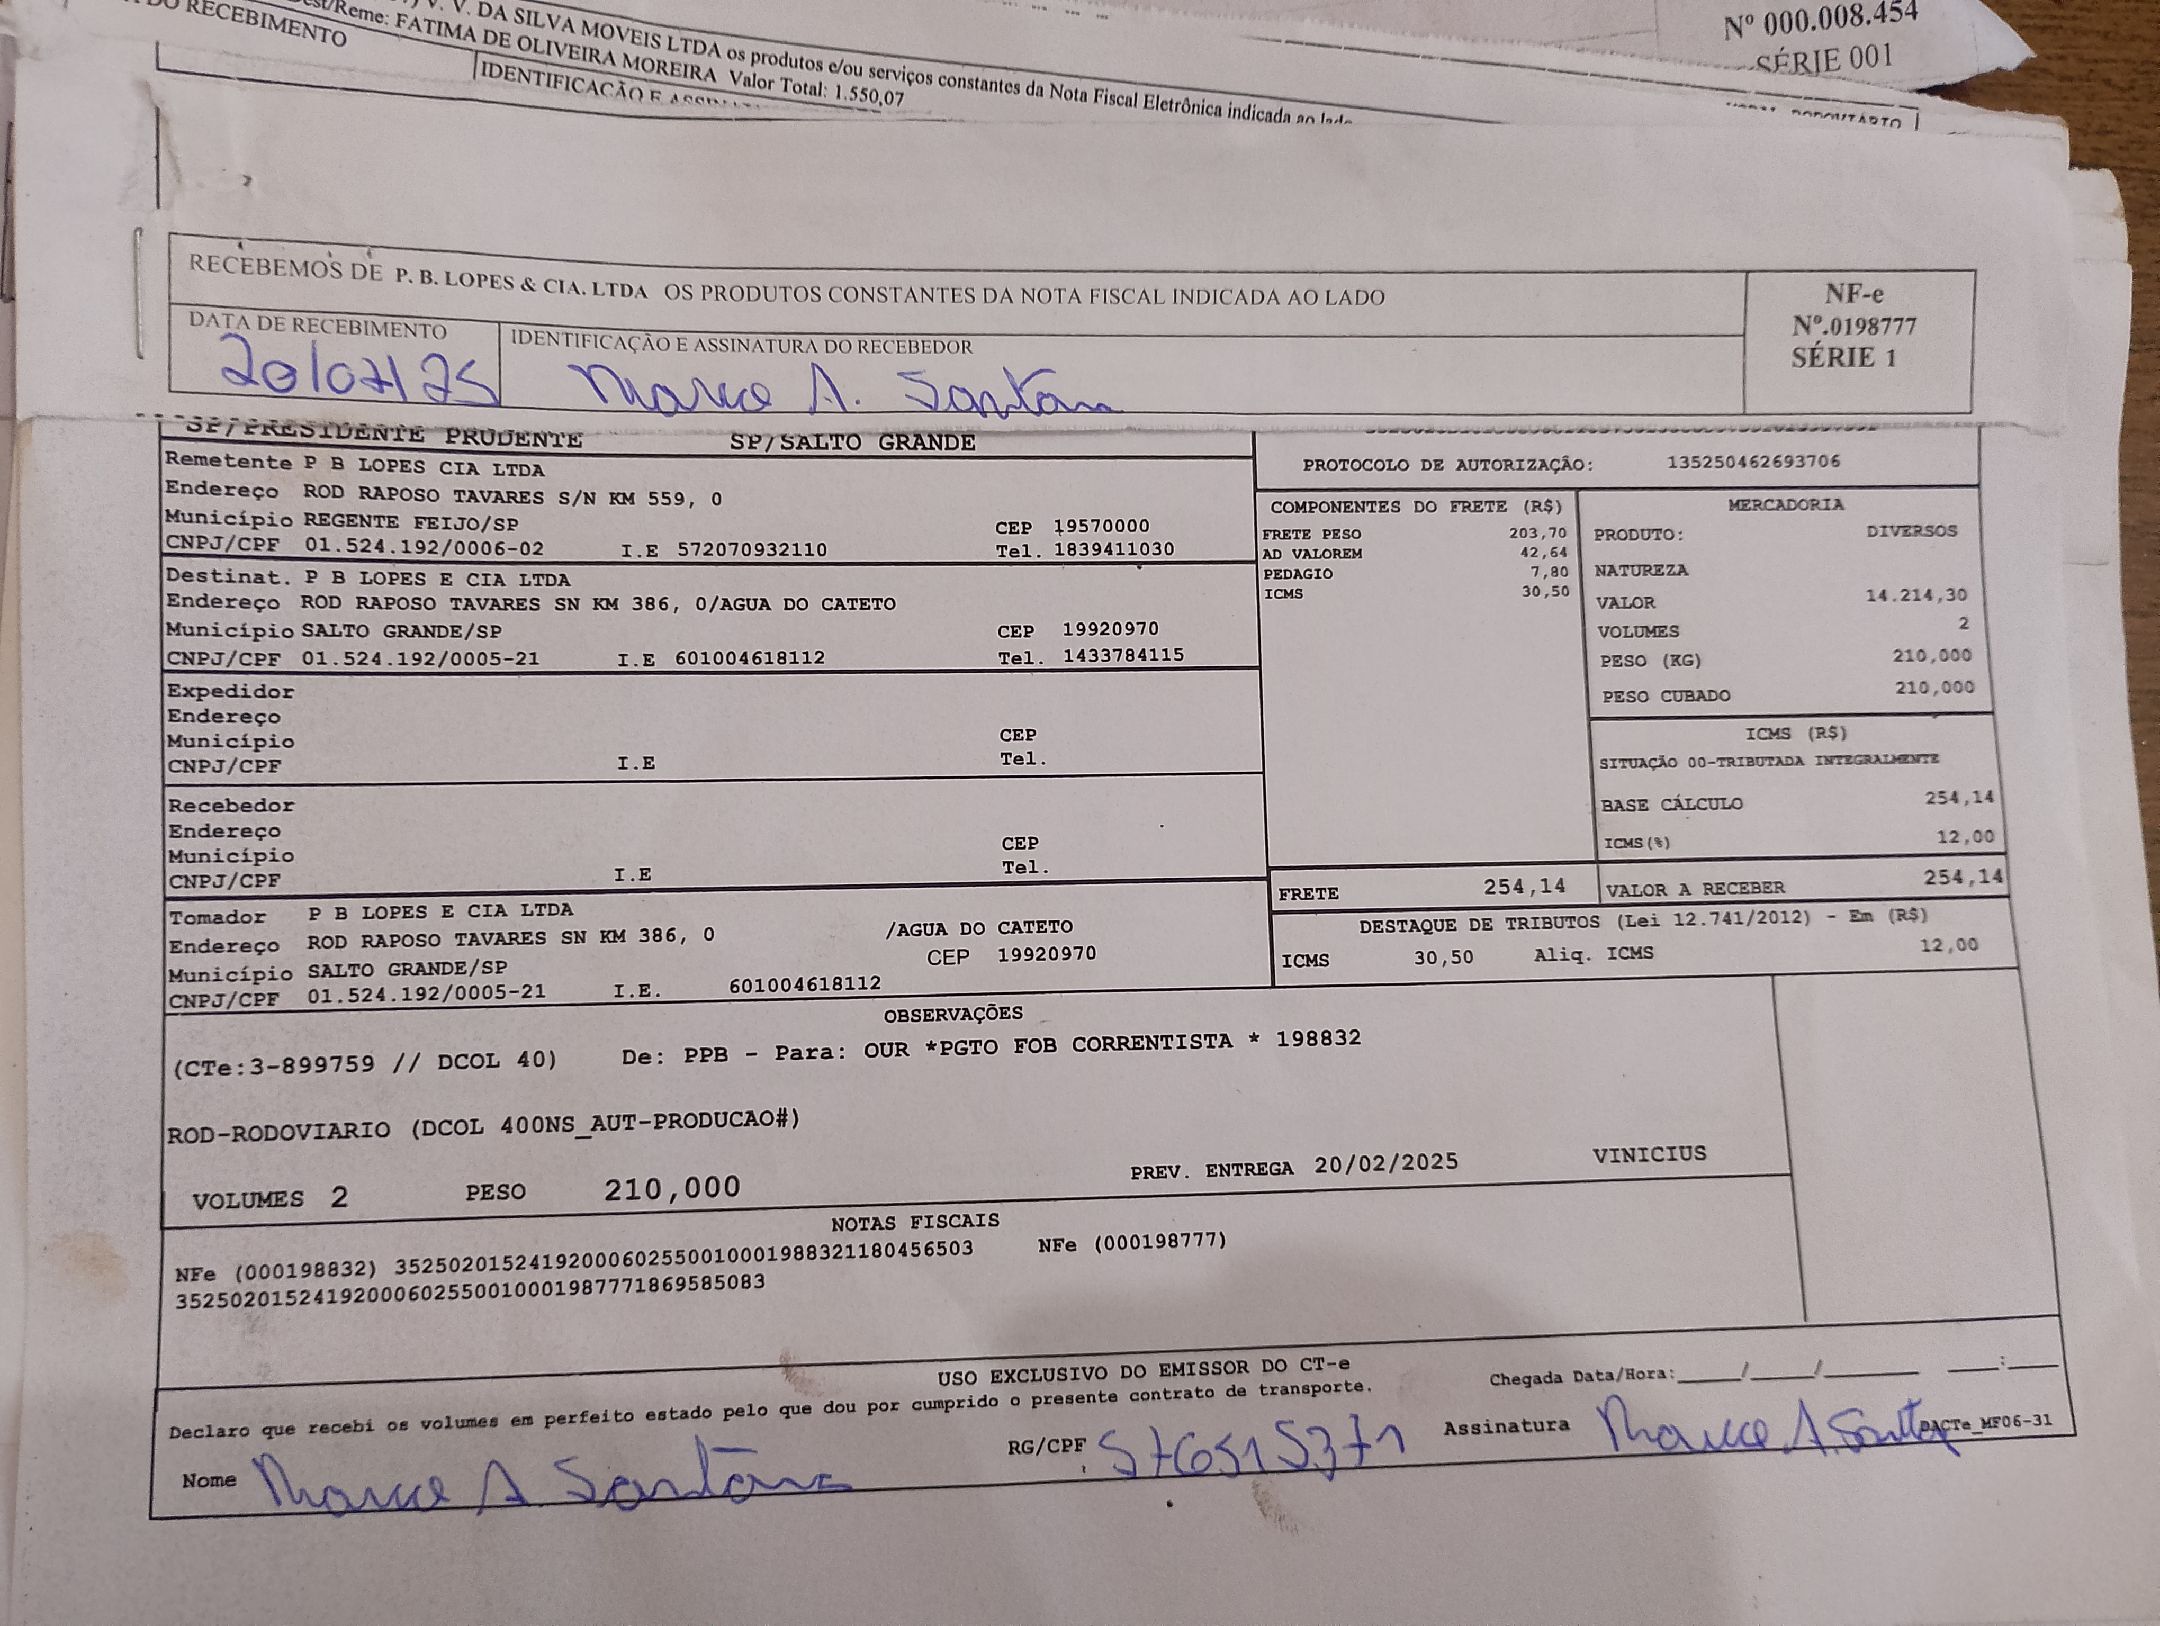 V. V. DA SILVA MOVEIS LTDA os produtos e/ou serviços constantes da Nota Fiscal Eletrônica indicada ao lado
Dest/Reme: FATIMA DE OLIVEIRA MOREIRA Valor Total: 1.550,07
DO RECEBIMENTO
IDENTIFICAÇÃO E
Nº 000.008.454
SÉRIE 001
RECEBEMOS DE P. B. LOPES & CIA. LTDA OS PRODUTOS CONSTANTES DA NOTA FISCAL INDICADA AO LADO
DATA DE RECEBIMENTO IDENTIFICAÇÃO E ASSINATURA DO RECEBEDOR
20/02/25 A. Santana
NF-e
Nº.0198777
SÉRIE 1
SP/PRESIDENTE PRUDENTE SP/SALTO GRANDE
Remetente P B LOPES CIA LTDA
Endereço ROD RAPOSO TAVARES S/N KM 559, 0
Município REGENTE FEIJO/SP CEP 19570000
CNPJ/CPF 01.524.192/0006-02 I.E 572070932110 Tel. 1839411030
Destinat. P B LOPES E CIA LTDA
Endereço ROD RAPOSO TAVARES SN KM 386, 0/AGUA DO CATETO
Município SALTO GRANDE/SP CEP 19920970
CNPJ/CPF 01.524.192/0005-21 I.E 601004618112 Tel. 1433784115
Expedidor
Endereço
Município CEP
CNPJ/CPF I.E Tel.
Recebedor
Endereço
Município CEP
CNPJ/CPF I.E Tel.
Tomador P B LOPES E CIA LTDA
Endereço ROD RAPOSO TAVARES SN KM 386, 0 /AGUA DO CATETO
Município SALTO GRANDE/SP CEP 19920970
CNPJ/CPF 01.524.192/0005-21 I.E. 601004618112
PROTOCOLO DE AUTORIZAÇÃO: 135250462693706
COMPONENTES DO FRETE (R$)
FRETE PESO 203,70
AD VALOREM 42,64
PEDAGIO 7,80
ICMS 30,50
MERCADORIA
PRODUTO: DIVERSOS
NATUREZA
VALOR 14.214,30
VOLUMES 2
PESO (KG) 210,000
PESO CUBADO 210,000
ICMS (R$)
SITUAÇÃO 00-TRIBUTADA INTEGRALMENTE
BASE CÁLCULO 254,14
ICMS(%) 12,00
FRETE 254,14 VALOR A RECEBER 254,14
DESTAQUE DE TRIBUTOS (Lei 12.741/2012) - Em (R$)
ICMS 30,50 Aliq. ICMS 12,00
OBSERVAÇÕES
(CTe:3-899759 // DCOL 40) De: PPB - Para: OUR *PGTO FOB CORRENTISTA * 198832
ROD-RODOVIARIO (DCOL 400NS_AUT-PRODUCAO#)
VOLUMES 2 PESO 210,000 PREV. ENTREGA 20/02/2025 VINICIUS
NOTAS FISCAIS
NFe (000198832) 35250201524192000602550010001988321180456503 NFe (000198777)
35250201524192000602550010001987771869585083
USO EXCLUSIVO DO EMISSOR DO CT-e
Declaro que recebi os volumes em perfeito estado pelo que dou por cumprido o presente contrato de transporte.
Chegada Data/Hora:_____/_____/_______ ____:____
Nome A. Santana RG/CPF 576515371 Assinatura A. Santana
DACTe_MF06-31